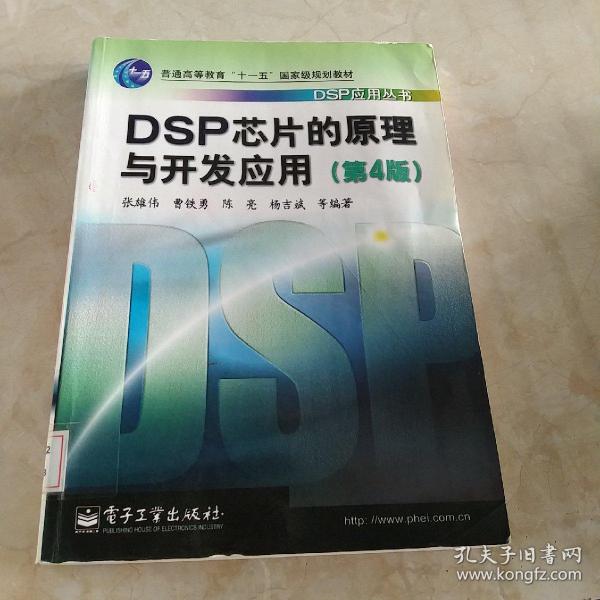 十一五
普通高等教育“十一五”国家级规划教材
DSP应用丛书
DSP芯片的原理
与开发应用(第4版)
张雄伟 曹铁勇 陈亮 杨吉斌 等编著
DSP
2
3
电子工业出版社·
PUBLISHING HOUSE OF ELECTRONICS INDUSTRY
http://www.phei.com.cn
孔夫子旧书网
www.kongfz.com